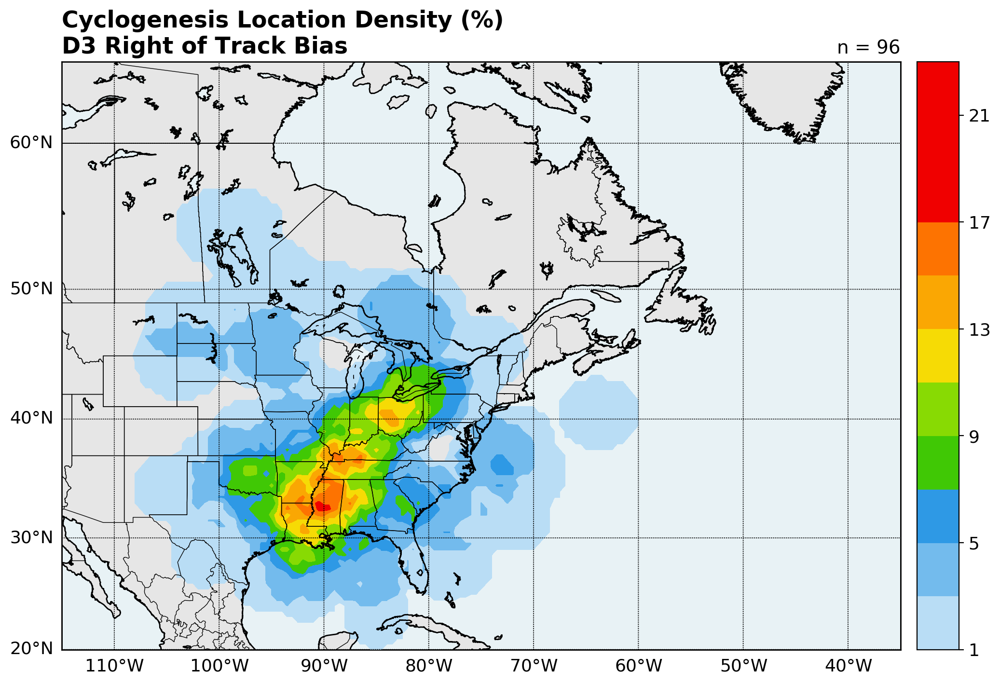 Cyclogenesis Location Density (%)
D3 Right of Track Bias
n = 96
60°N
50°N
40°N
30°N
20°N
110°W
100°W
90°W
80°W
70°W
60°W
50°W
40°W
21
17
13
9
5
1